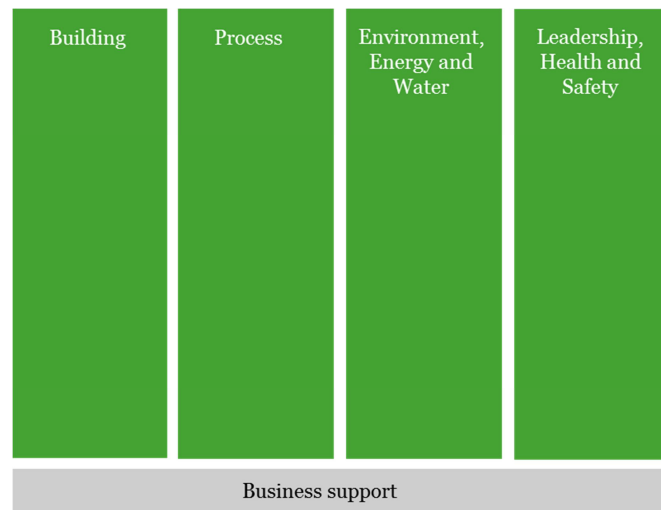 Building
Process
Environment,
Energy and
Water
Leadership,
Health and
Safety
Business support